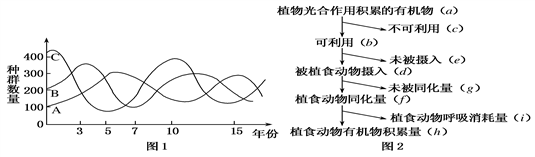 种群数量
400
300
200
100
0
C
B
A
3
5
7
10
15
年份
图1
植物光合作用积累的有机物(a)
不可利用(c)
可利用(b)
未被摄入(e)
被植食动物摄入(d)
未被同化量(g)
植食动物同化量(f)
植食动物呼吸消耗量(i)
植食动物有机物积累量(h)
图2